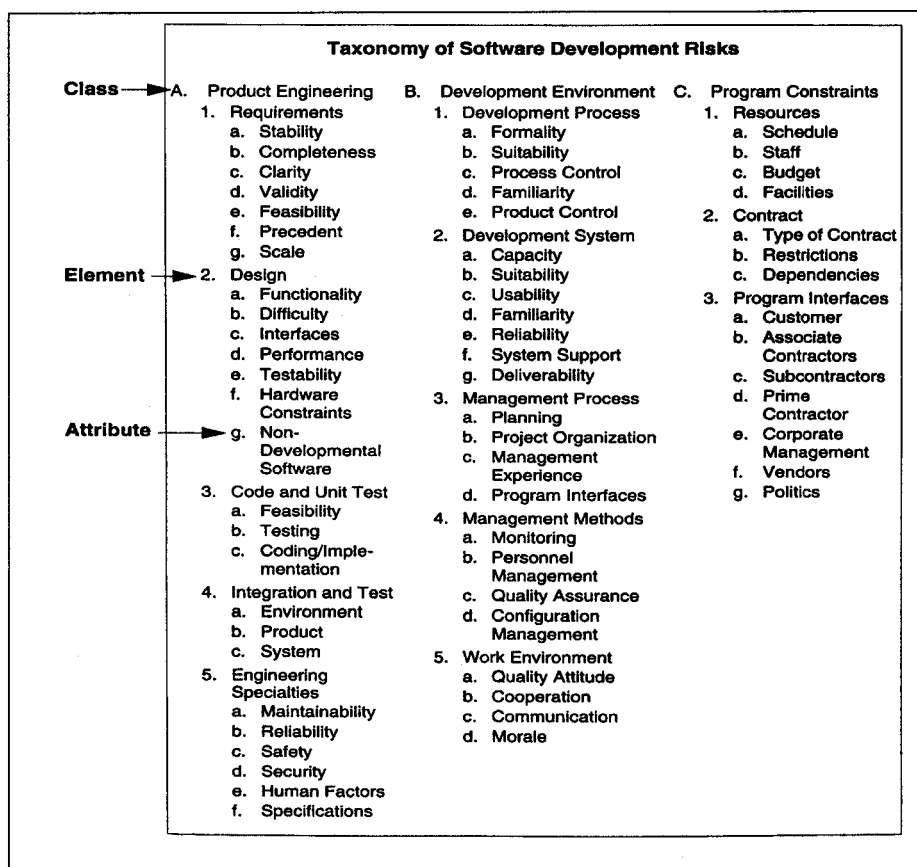 Taxonomy of Software Development Risks
Class
A. Product Engineering
1. Requirements
a. Stability
b. Completeness
c. Clarity
d. Validity
e. Feasibility
f. Precedent
g. Scale
Element
2. Design
a. Functionality
b. Difficulty
c. Interfaces
d. Performance
e. Testability
f. Hardware
Constraints
Attribute
g. Non-
Developmental
Software
3. Code and Unit Test
a. Feasibility
b. Testing
c. Coding/Imple-
mentation
4. Integration and Test
a. Environment
b. Product
c. System
5. Engineering
Specialties
a. Maintainability
b. Reliability
c. Safety
d. Security
e. Human Factors
f. Specifications
B. Development Environment
1. Development Process
a. Formality
b. Suitability
c. Process Control
d. Familiarity
e. Product Control
2. Development System
a. Capacity
b. Suitability
c. Usability
d. Familiarity
e. Reliability
f. System Support
g. Deliverability
3. Management Process
a. Planning
b. Project Organization
c. Management
Experience
d. Program Interfaces
4. Management Methods
a. Monitoring
b. Personnel
Management
c. Quality Assurance
d. Configuration
Management
5. Work Environment
a. Quality Attitude
b. Cooperation
c. Communication
d. Morale
C. Program Constraints
1. Resources
a. Schedule
b. Staff
c. Budget
d. Facilities
2. Contract
a. Type of Contract
b. Restrictions
c. Dependencies
3. Program Interfaces
a. Customer
b. Associate
Contractors
c. Subcontractors
d. Prime
Contractor
e. Corporate
Management
f. Vendors
g. Politics